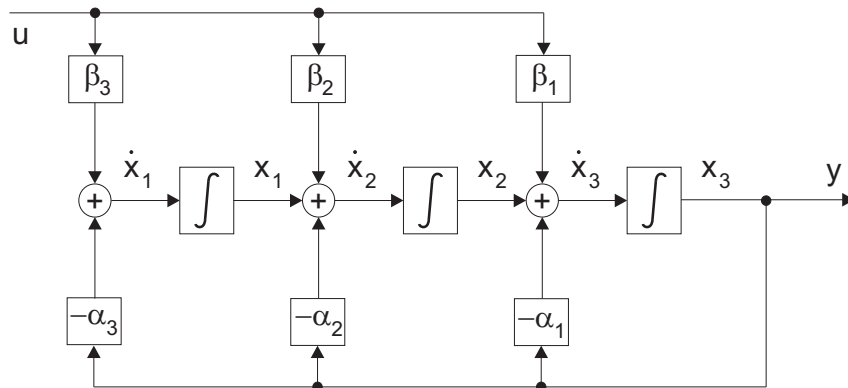 u
β₃ β₂ β₁
ẋ₁ ∫ x₁ ẋ₂ ∫ x₂ ẋ₃ ∫ x₃ y
+ + +
−α₃ −α₂ −α₁